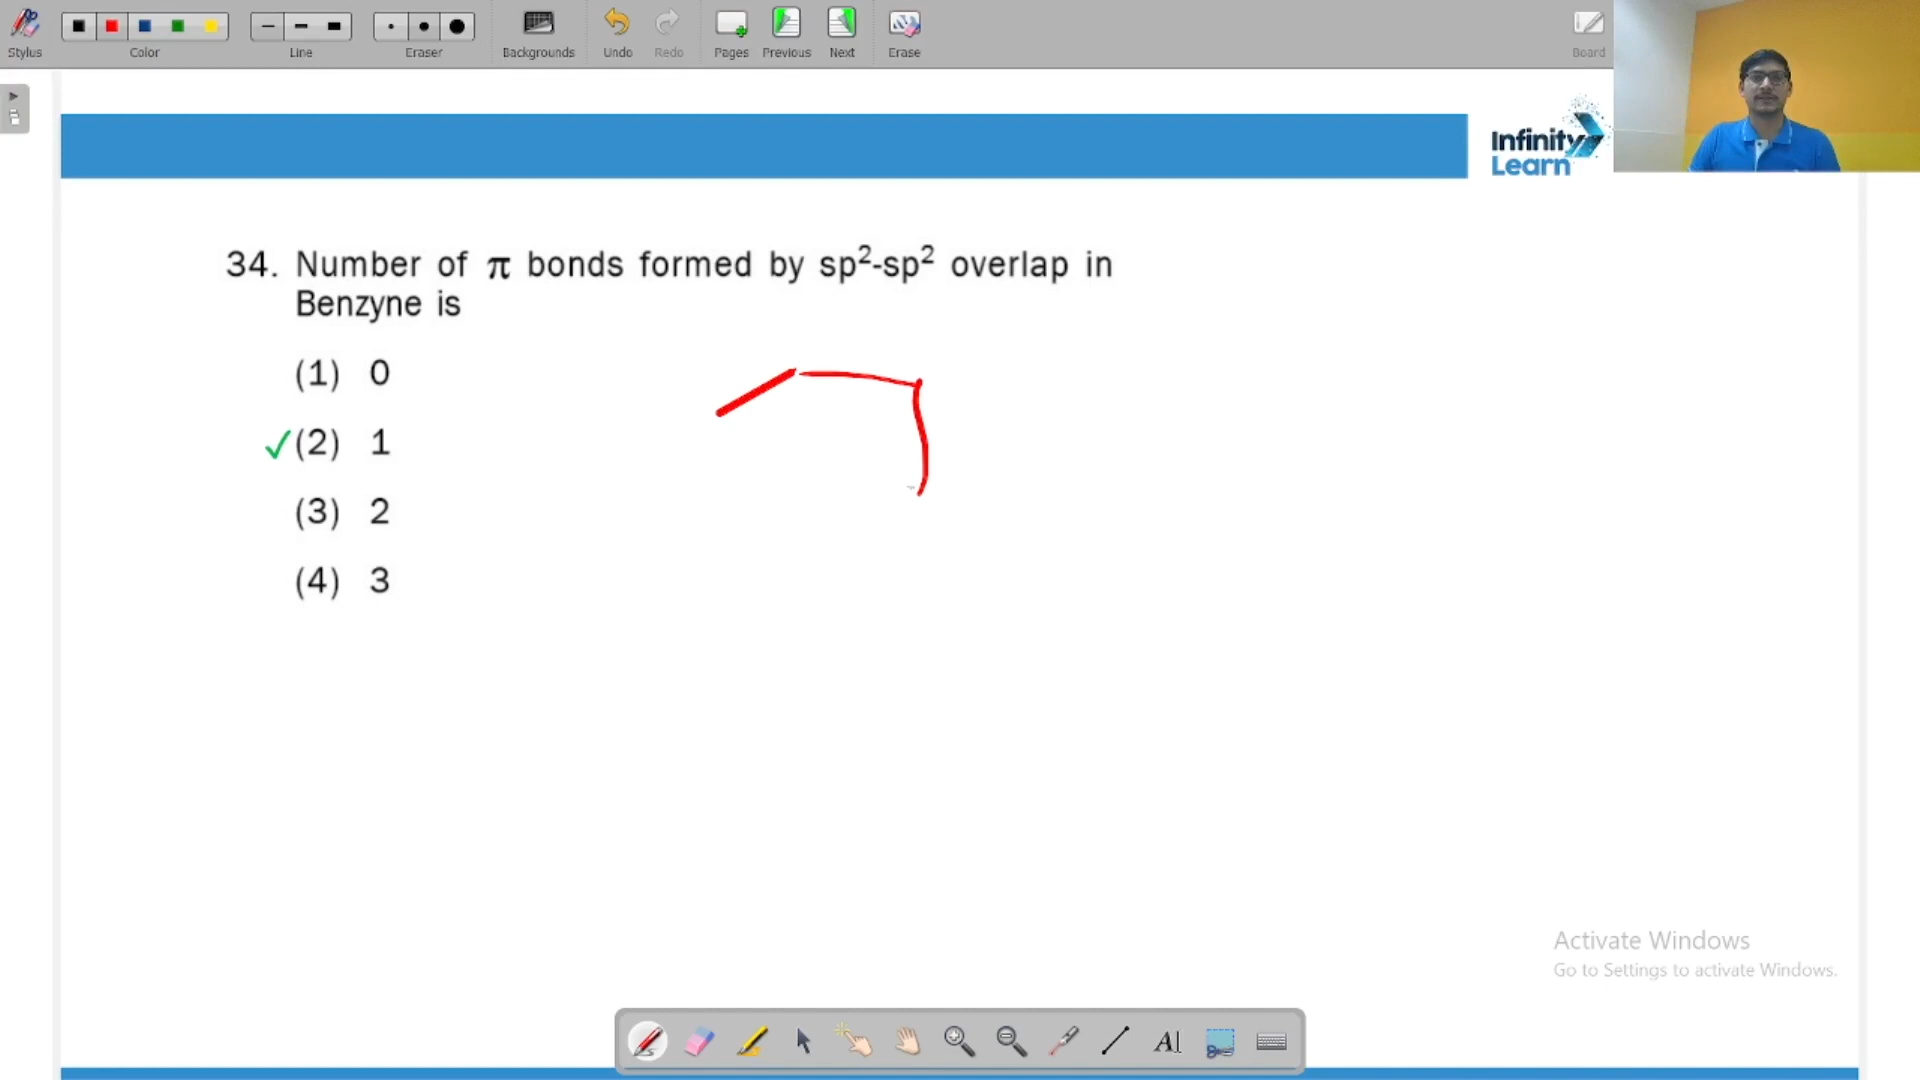 Stylus
Color
Line
Eraser
Backgrounds
Undo
Redo
Pages
Previous
Next
Erase
Board
Infinity
Learn
34. Number of π bonds formed by sp²-sp² overlap in
Benzyne is
(1) 0
✓(2) 1
(3) 2
(4) 3
Activate Windows
Go to Settings to activate Windows.
AI